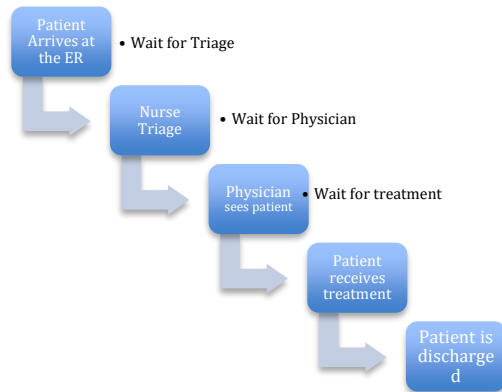 Patient
Arrives at
the ER
• Wait for Triage
Nurse
Triage
• Wait for Physician
Physician
sees patient
• Wait for treatment
Patient
receives
treatment
Patient is
discharge
d